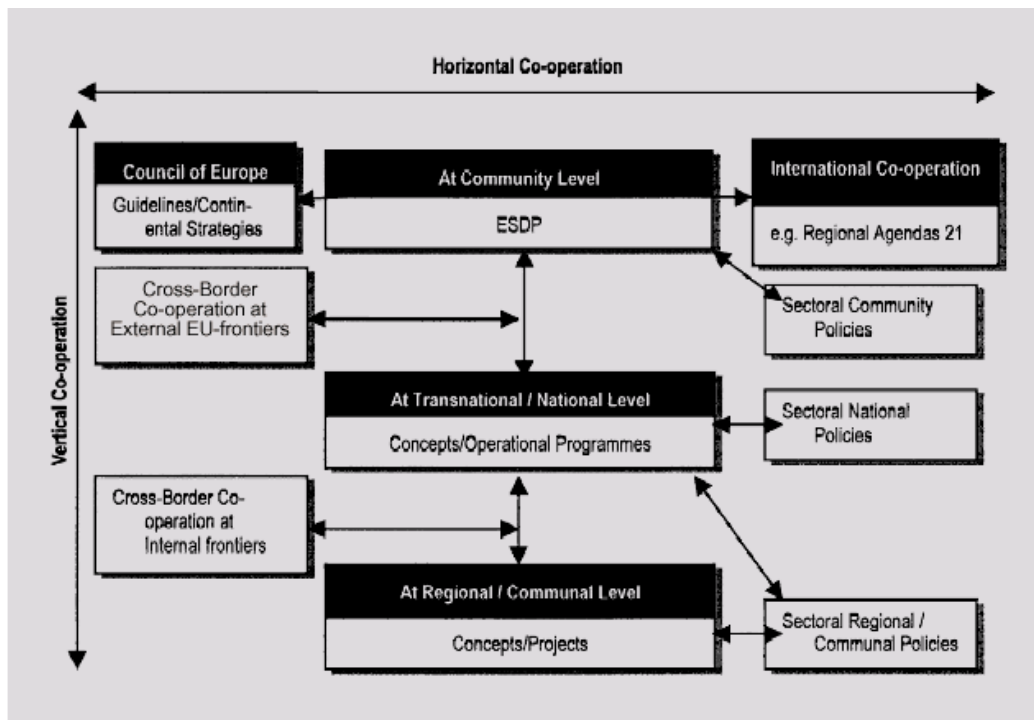 Horizontal Co-operation
Vertical Co-operation
Council of Europe
Guidelines/Contin-
ental Strategies
At Community Level
ESDP
International Co-operation
e.g. Regional Agendas 21
Cross-Border
Co-operation at
External EU-frontiers
Sectoral Community
Policies
At Transnational / National Level
Concepts/Operational Programmes
Sectoral National
Policies
Cross-Border Co-
operation at
Internal frontiers
At Regional / Communal Level
Concepts/Projects
Sectoral Regional /
Communal Policies